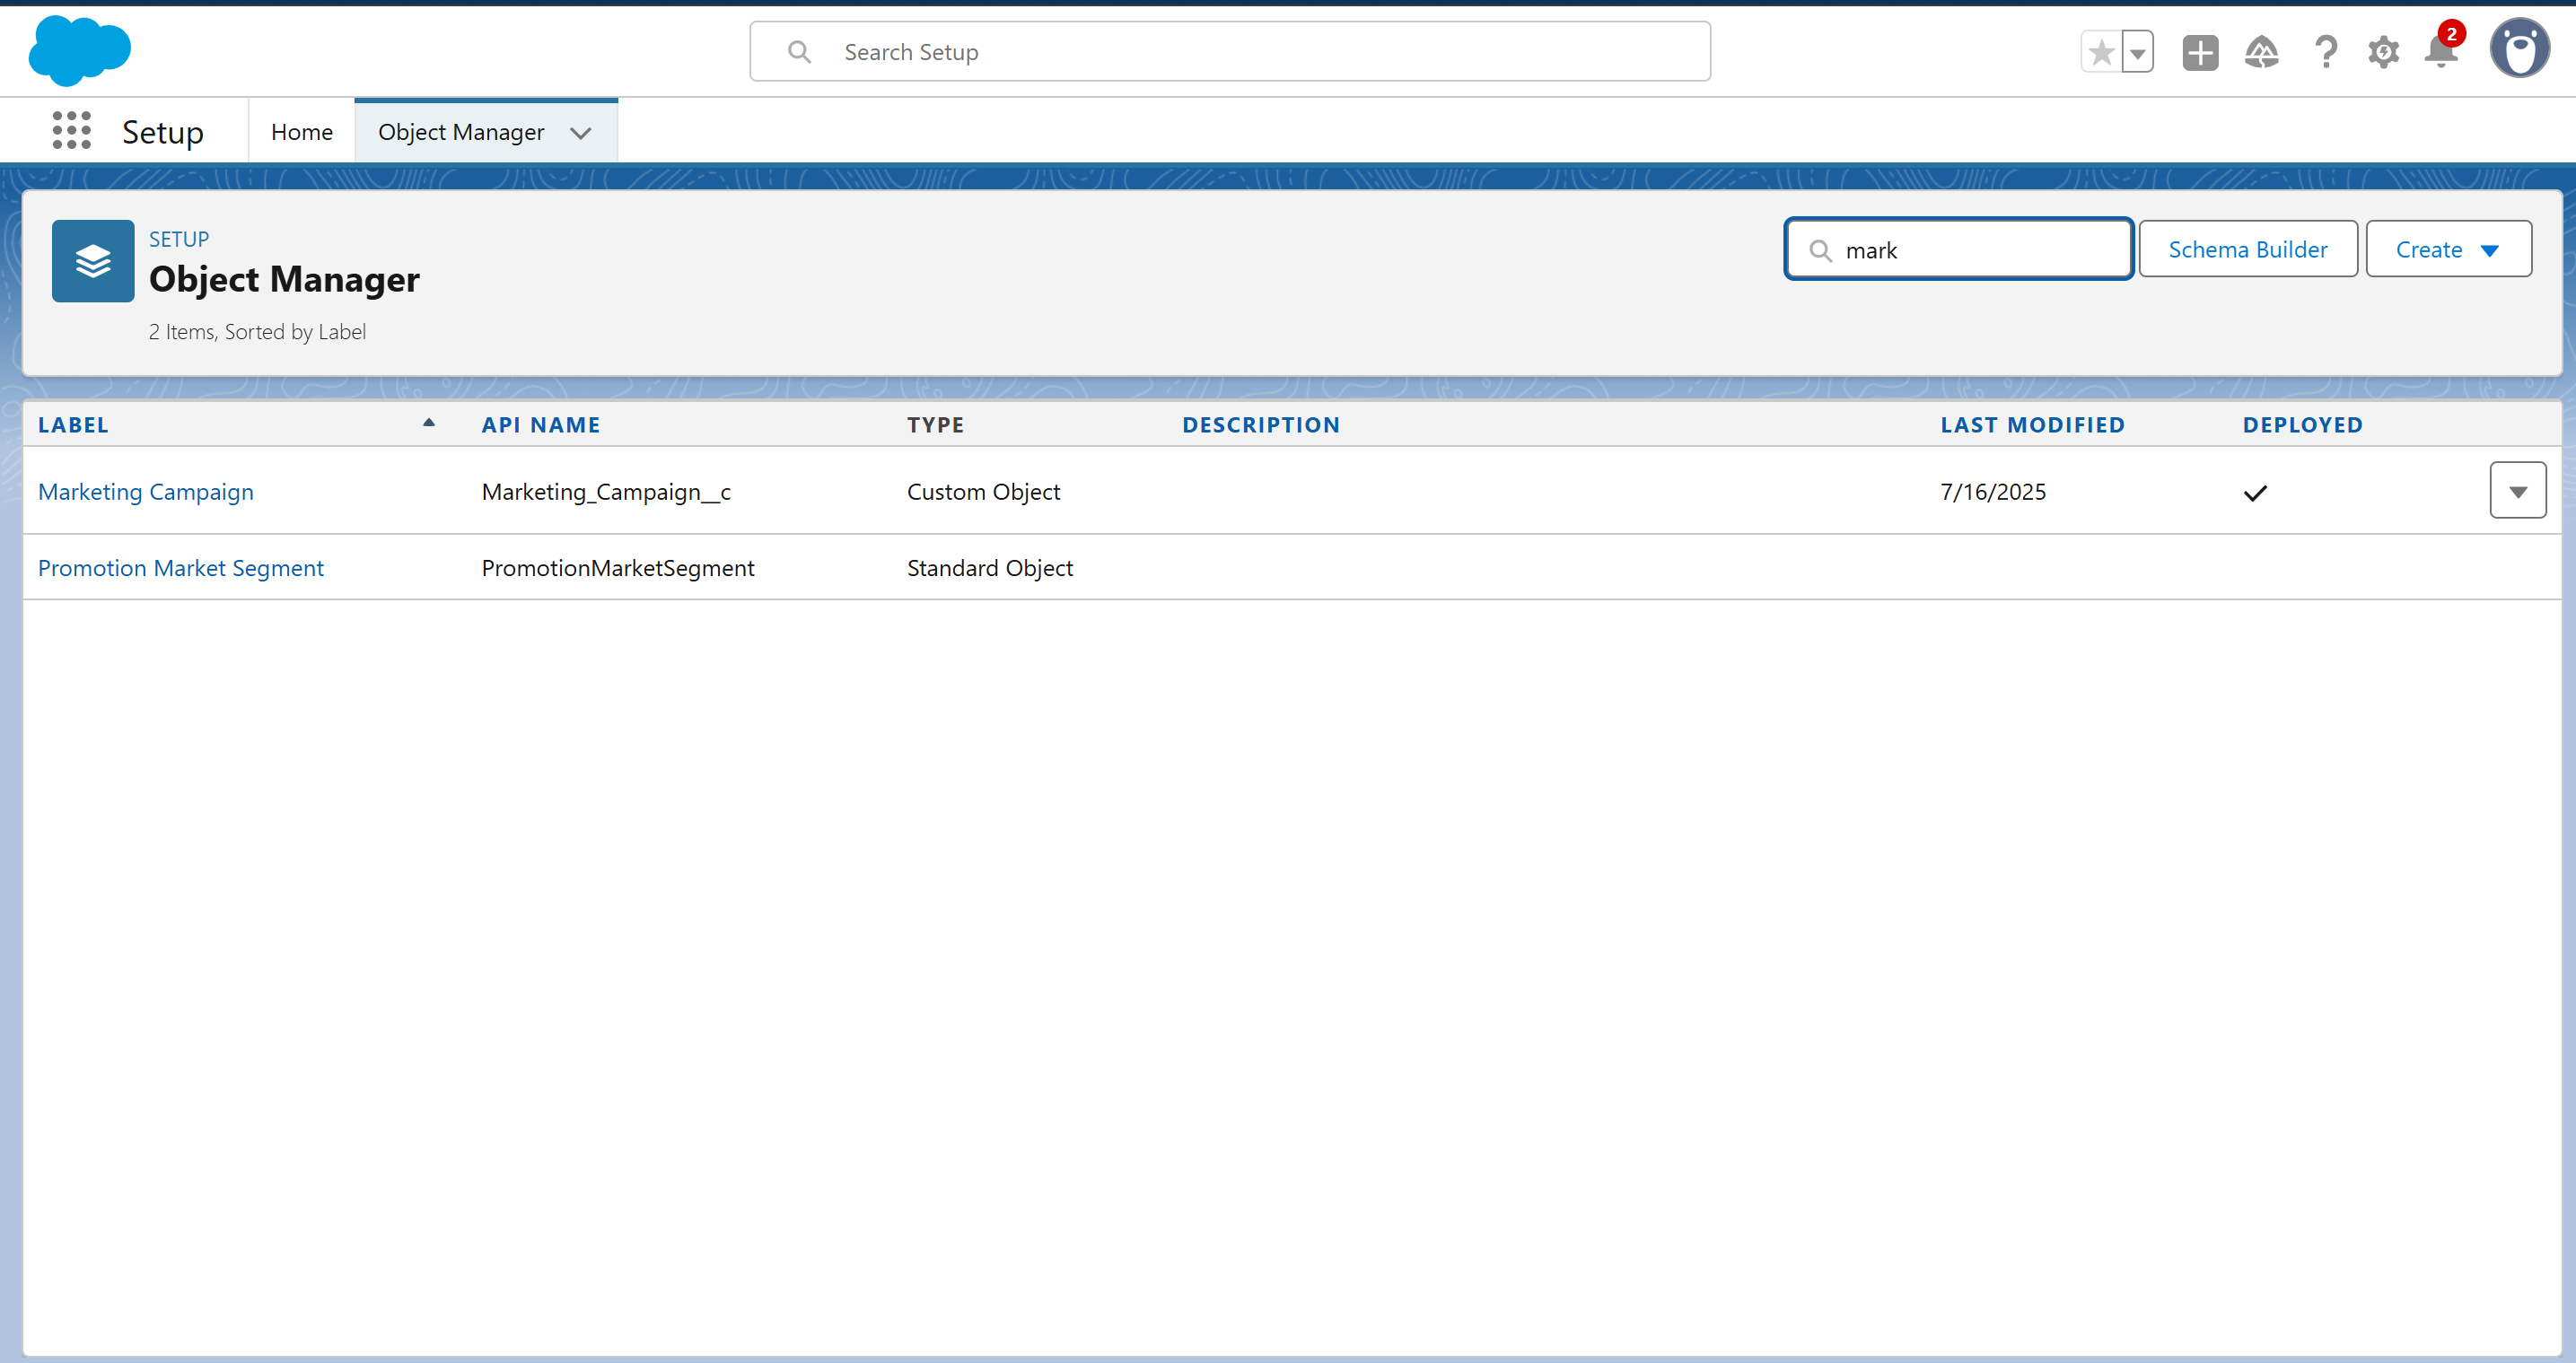 Search Setup
2
Setup
Home
Object Manager
SETUP
Object Manager
2 Items, Sorted by Label
mark
Schema Builder
Create
LABEL API NAME TYPE DESCRIPTION LAST MODIFIED DEPLOYED
Marketing Campaign Marketing_Campaign__c Custom Object 7/16/2025
Promotion Market Segment PromotionMarketSegment Standard Object